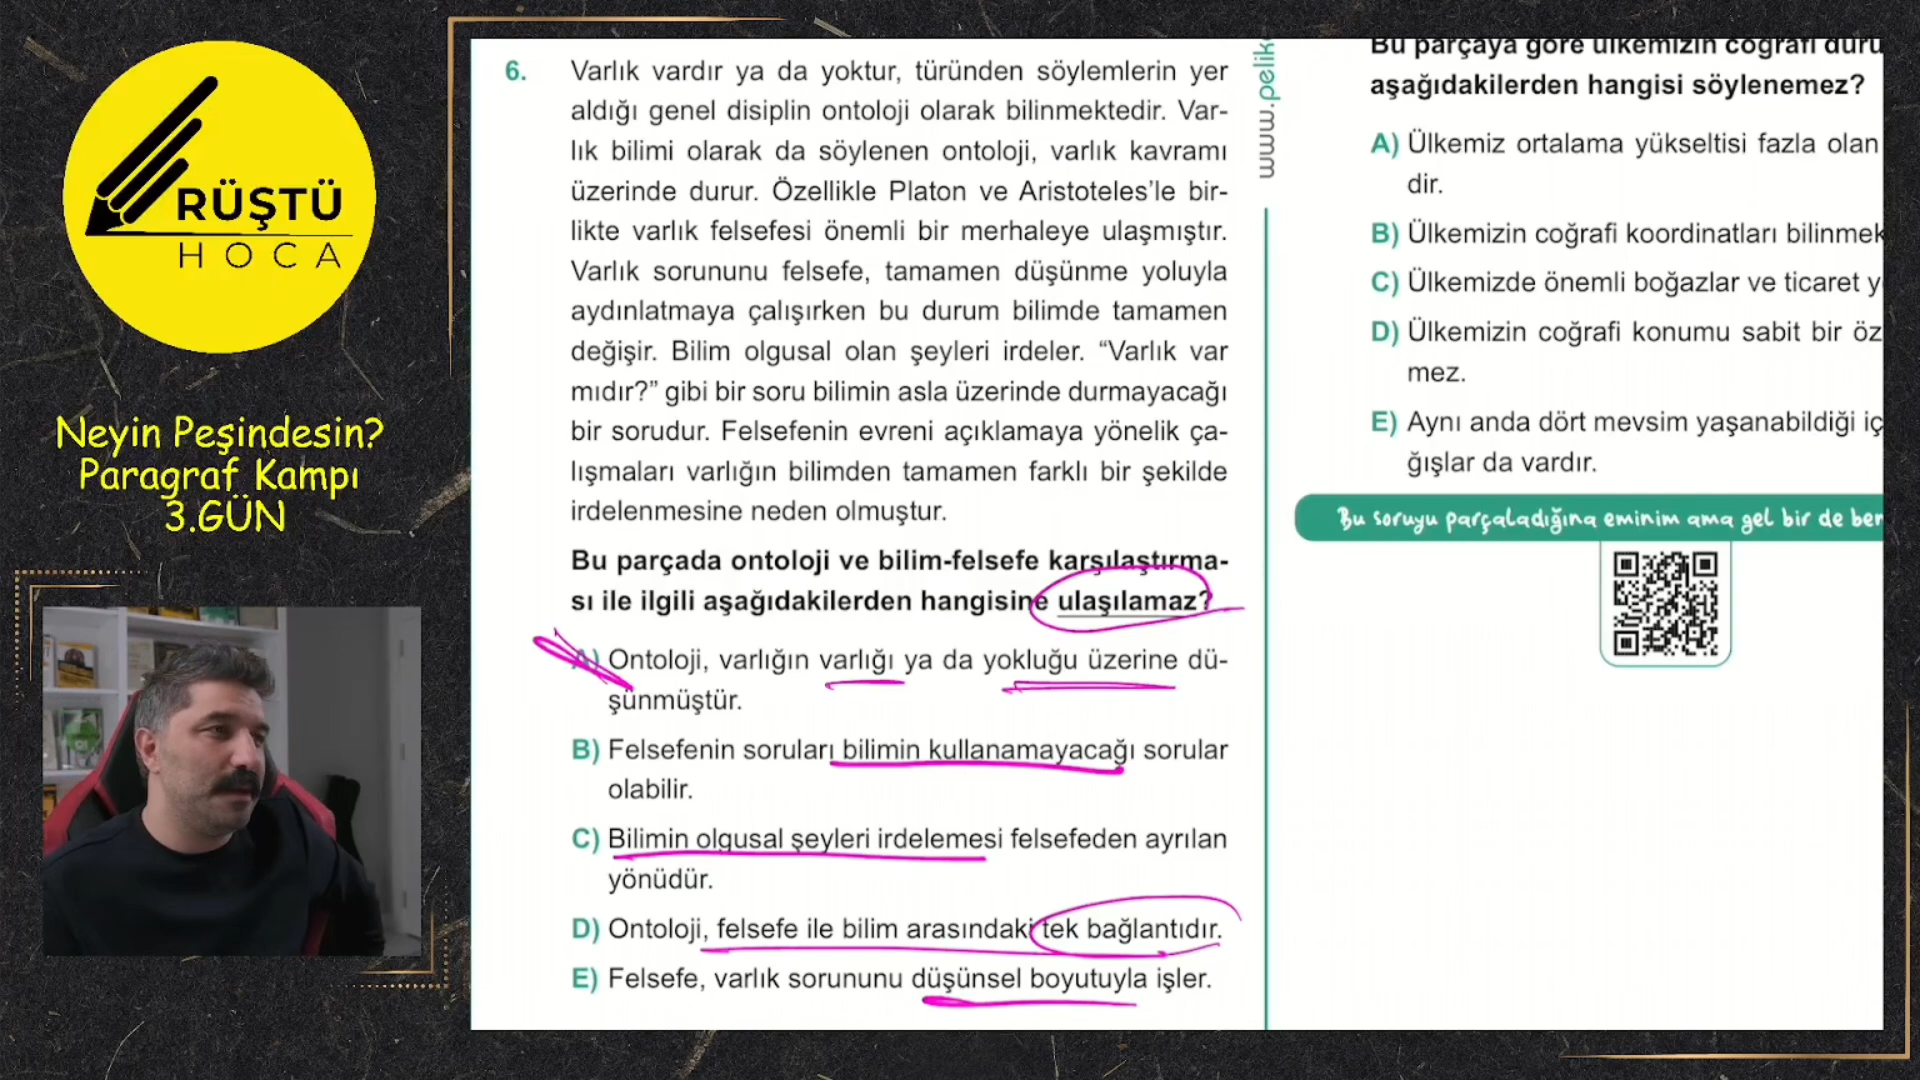 RÜŞTÜ
HOCA
Neyin Peşindesin?
Paragraf Kampı
3.GÜN
6. Varlık vardır ya da yoktur, türünden söylemlerin yer
aldığı genel disiplin ontoloji olarak bilinmektedir. Var-
lık bilimi olarak da söylenen ontoloji, varlık kavramı
üzerinde durur. Özellikle Platon ve Aristoteles’le bir-
likte varlık felsefesi önemli bir merhaleye ulaşmıştır.
Varlık sorununu felsefe, tamamen düşünme yoluyla
aydınlatmaya çalışırken bu durum bilimde tamamen
değişir. Bilim olgusal olan şeyleri irdeler. “Varlık var
mıdır?” gibi bir soru bilimin asla üzerinde durmayacağı
bir sorudur. Felsefenin evreni açıklamaya yönelik ça-
lışmaları varlığın bilimden tamamen farklı bir şekilde
irdelenmesine neden olmuştur.
Bu parçada ontoloji ve bilim-felsefe karşılaştırma-
sı ile ilgili aşağıdakilerden hangisine ulaşılamaz?
A) Ontoloji, varlığın varlığı ya da yokluğu üzerine dü-
şünmüştür.
B) Felsefenin soruları bilimin kullanamayacağı sorular
olabilir.
C) Bilimin olgusal şeyleri irdelemesi felsefeden ayrılan
yönüdür.
D) Ontoloji, felsefe ile bilim arasındaki tek bağlantıdır.
E) Felsefe, varlık sorununu düşünsel boyutuyla işler.
www.pelik
Bu parçaya göre ülkemizin coğrafi duru
aşağıdakilerden hangisi söylenemez?
A) Ülkemiz ortalama yükseltisi fazla olan
dir.
B) Ülkemizin coğrafi koordinatları bilinmek
C) Ülkemizde önemli boğazlar ve ticaret y
D) Ülkemizin coğrafi konumu sabit bir öz
mez.
E) Aynı anda dört mevsim yaşanabildiği iç
ğışlar da vardır.
Bu soruyu parçaladığına eminim ama gel bir de ben